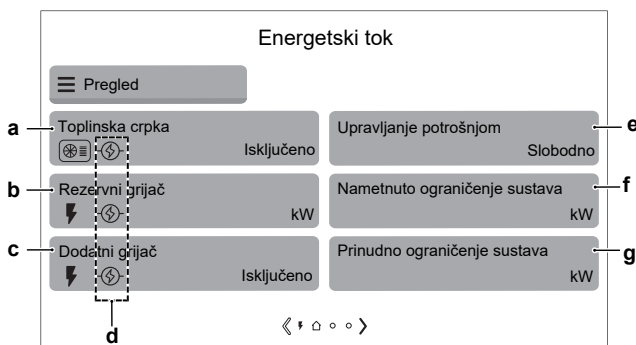 Energetski tok
Pregled
a
Toplinska crpka
Isključeno
e
Upravljanje potrošnjom
Slobodno
b
Rezervni grijač
kW
f
Nametnuto ograničenje sustava
kW
c
Dodatni grijač
Isključeno
g
Prinudno ograničenje sustava
kW
d